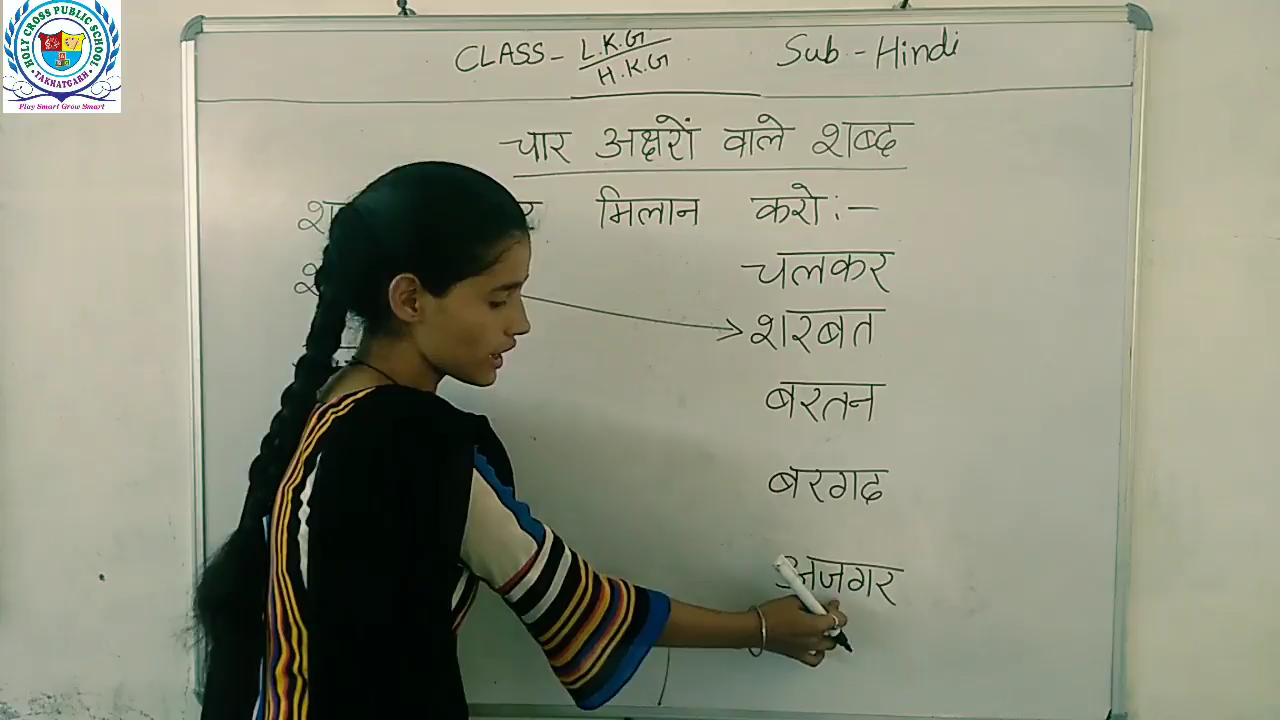 HOLY CROSS PUBLIC SCHOOL
TAKHATGARH
Play Smart Grow Smart
CLASS- L.K.G/H.K.G. Sub-Hindi
चार अक्षरों वाले शब्द
मिलान करो:-
चलकर
शरबत
बरतन
बरगद
अजगर